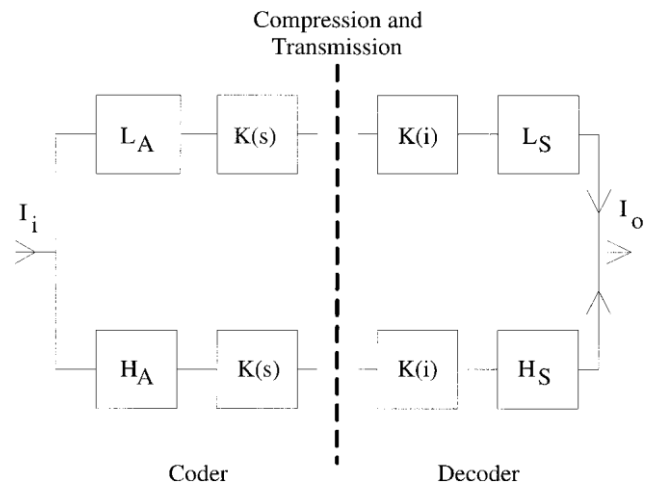 Compression and
Transmission
L_A K(s) K(i) L_S
I_i I_o
H_A K(s) K(i) H_S
Coder Decoder